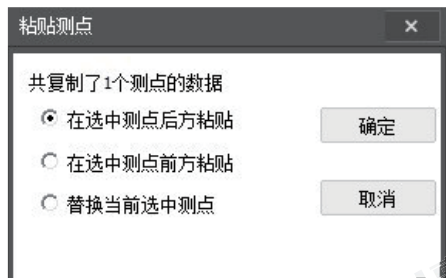 粘贴测点
共复制了1个测点的数据
在选中测点后方粘贴
确定
在选中测点前方粘贴
替换当前选中测点
取消